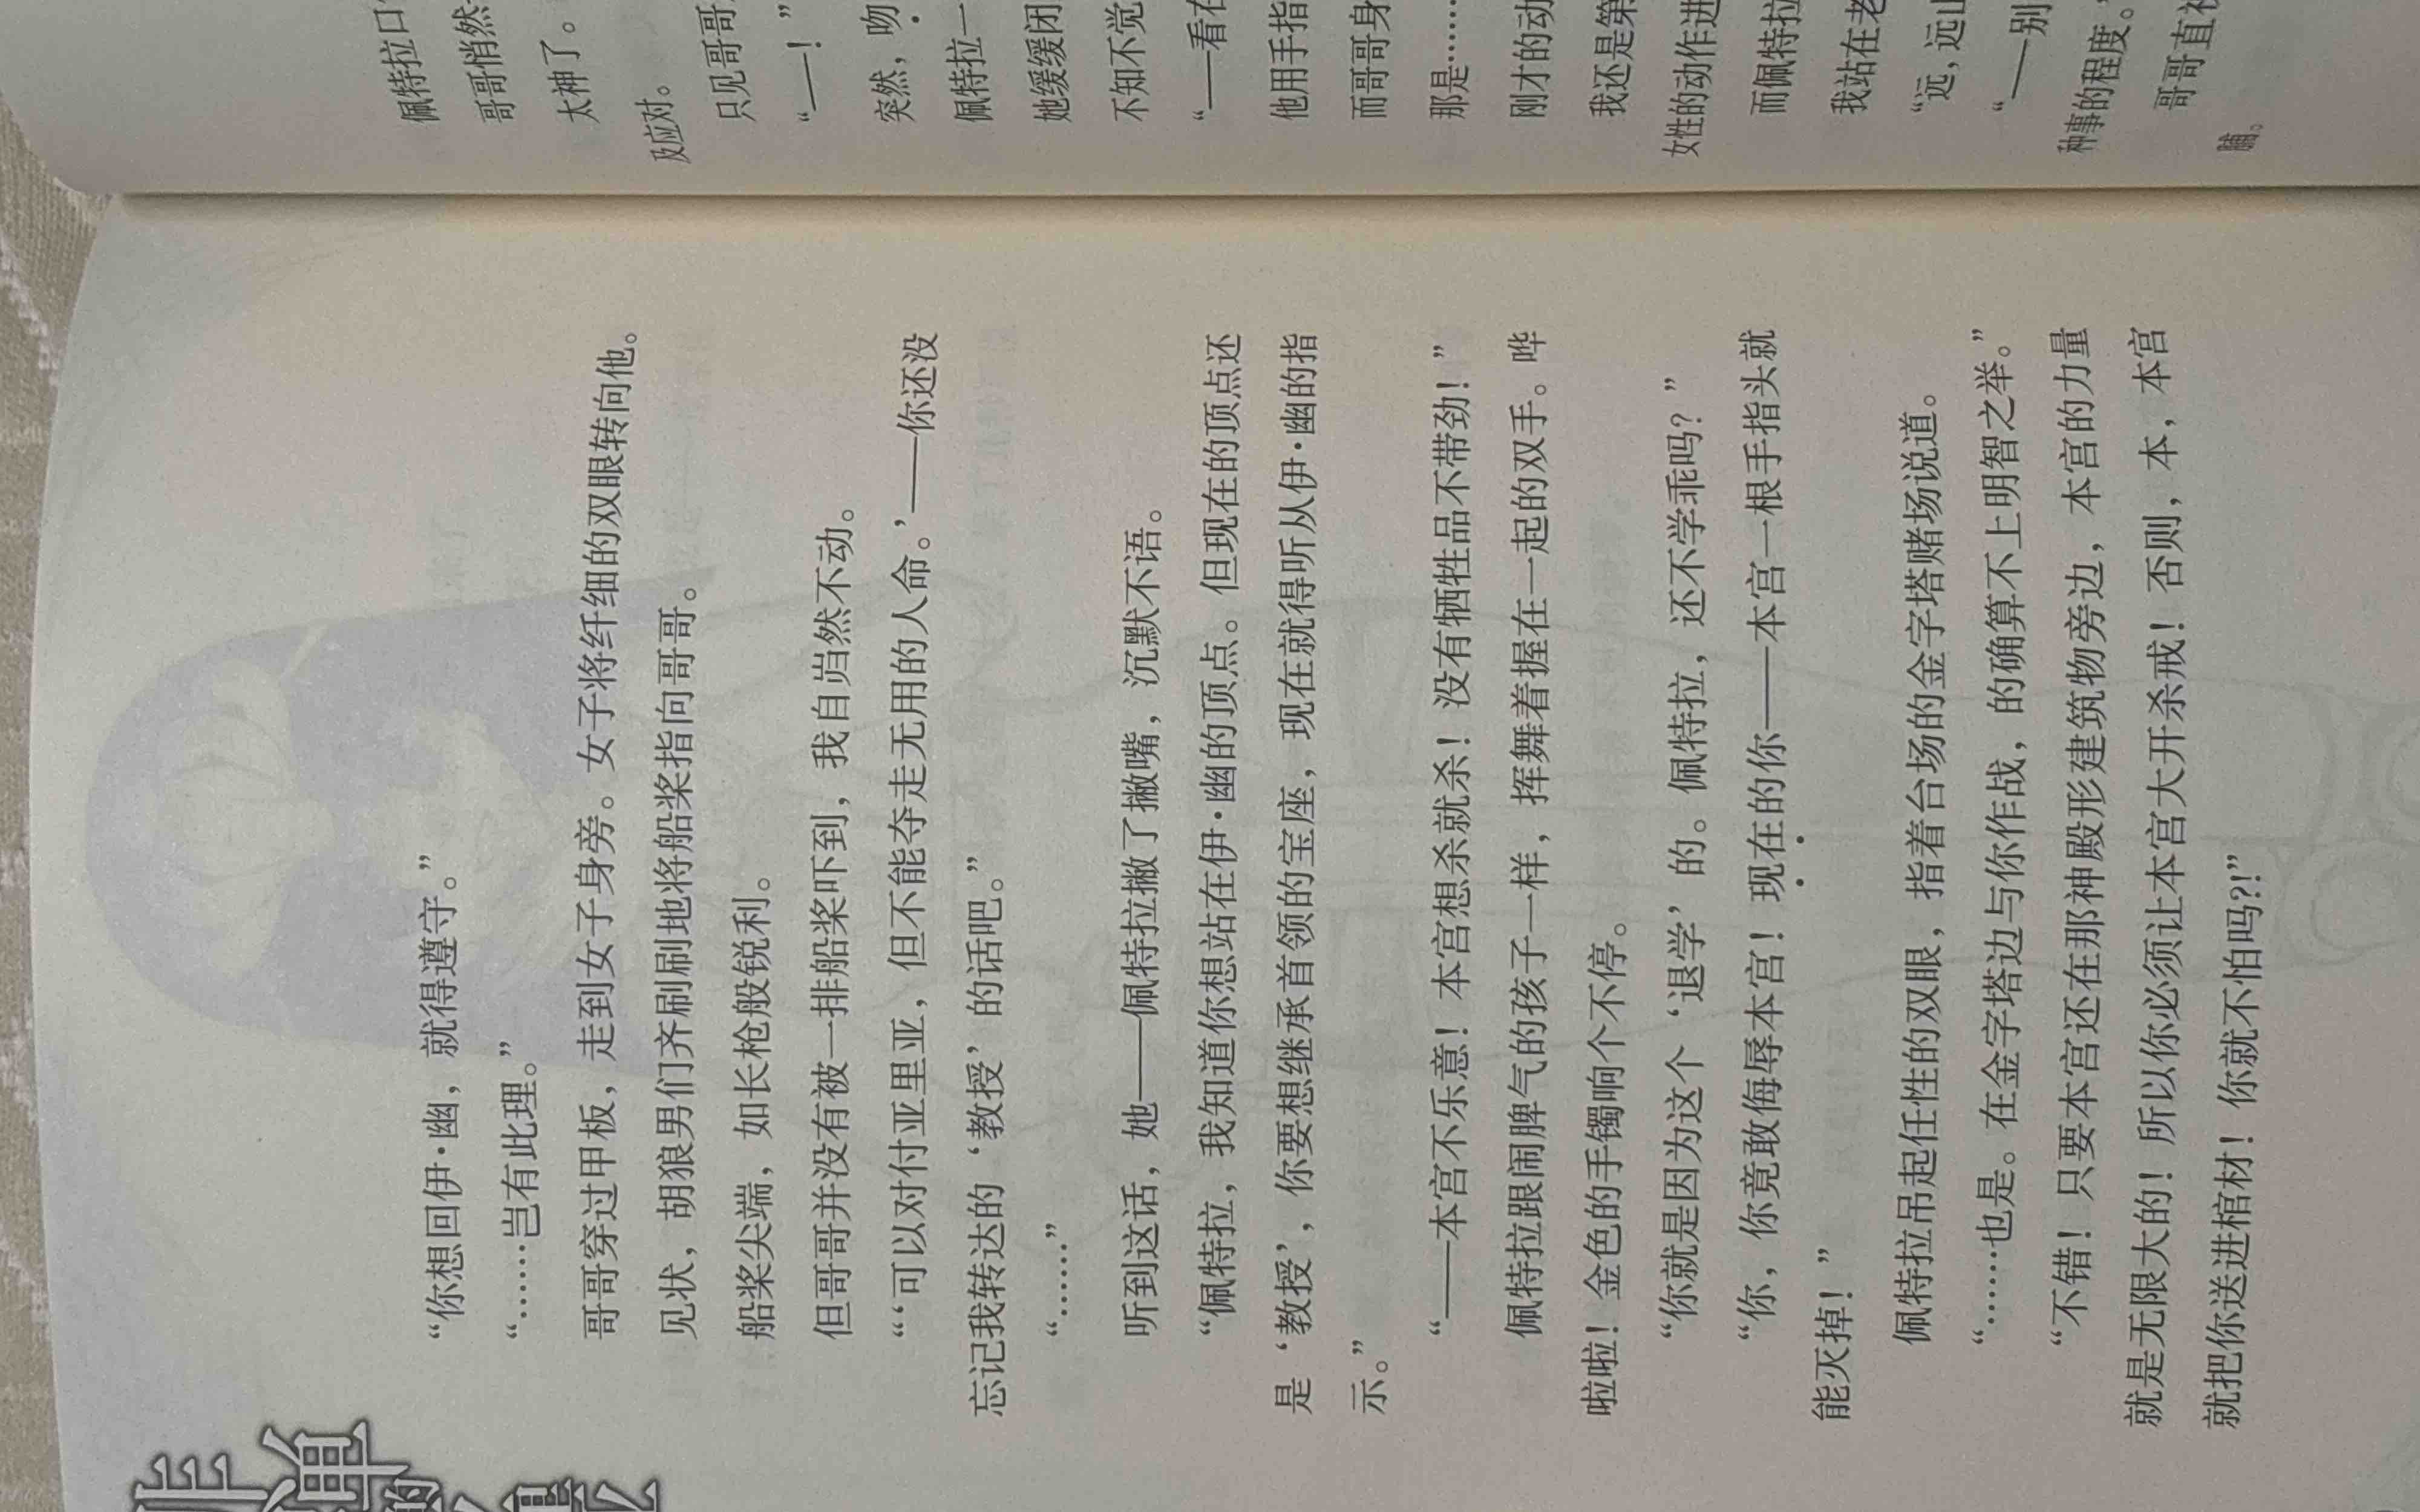 “你想回伊·幽，就得遵守。”
“……岂有此理。”
哥哥穿过甲板，走到女子身旁。女子将纤细的双眼转向他。
见状，胡狼男们齐刷刷地将船桨指向哥哥。
船桨尖端，如长枪般锐利。
但哥哥并没有被一排船桨吓到，我自岿然不动。
“‘可以对付亚里亚，但不能夺走无用的人命。’——你还没
忘记我转达的‘教授’的话吧。”
“……”
听到这话，她——佩特拉撇了撇嘴，沉默不语。
“佩特拉，我知道你想站在伊·幽的顶点。但现在的顶点还
是‘教授’，你要想继承首领的宝座，现在就得听从伊·幽的指
示。”
“——本宫不乐意！本宫想杀就杀！没有牺牲品不带劲！”
佩特拉跟闹脾气的孩子一样，挥舞着握在一起的双手。哗
啦啦！金色的手镯响个不停。
“你就是因为这个‘退学’的。佩特拉，还不学乖吗？”
“你，你竟敢侮辱本宫！现在的你——本宫一根手指头就
能灭掉！”
佩特拉吊起任性的双眼，指着台场的金字塔赌场说道。
“……也是。在金字塔边与你作战，的确算不上明智之举。”
“不错！只要本宫还在那神殿形建筑物旁边，本宫的力量
就是无限大的！所以你必须让本宫大开杀戒！否则，本，本宫
就把你送进棺材！你就不怕吗?!”
佩特拉口
哥哥悄然
太神了。
及应对。
只见哥哥
“——！”
突然，吻
佩特拉一
她缓缓闭
不知不觉
“——看在
他用手指
而哥哥身
那是……
刚才的动
我还是第
女性的动作进
而佩特拉
我站在老
“远，远山
“——别
种事的程度。”
哥哥直视
脯。